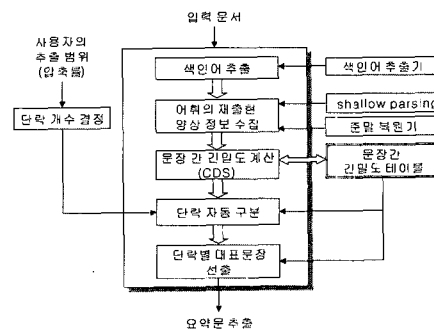 입력 문서
사용자의
추출 범위
(압축률)
단락 개수 결정
색인어 추출
색인어 추출기
어휘의 재출현
양상 정보 수집
shallow parsing
준말 복원기
문장 간 긴밀도 계산
(CDS)
문장간
긴밀도 테이블
단락 자동 구분
단락별 대표문장
선출
요약문 추출